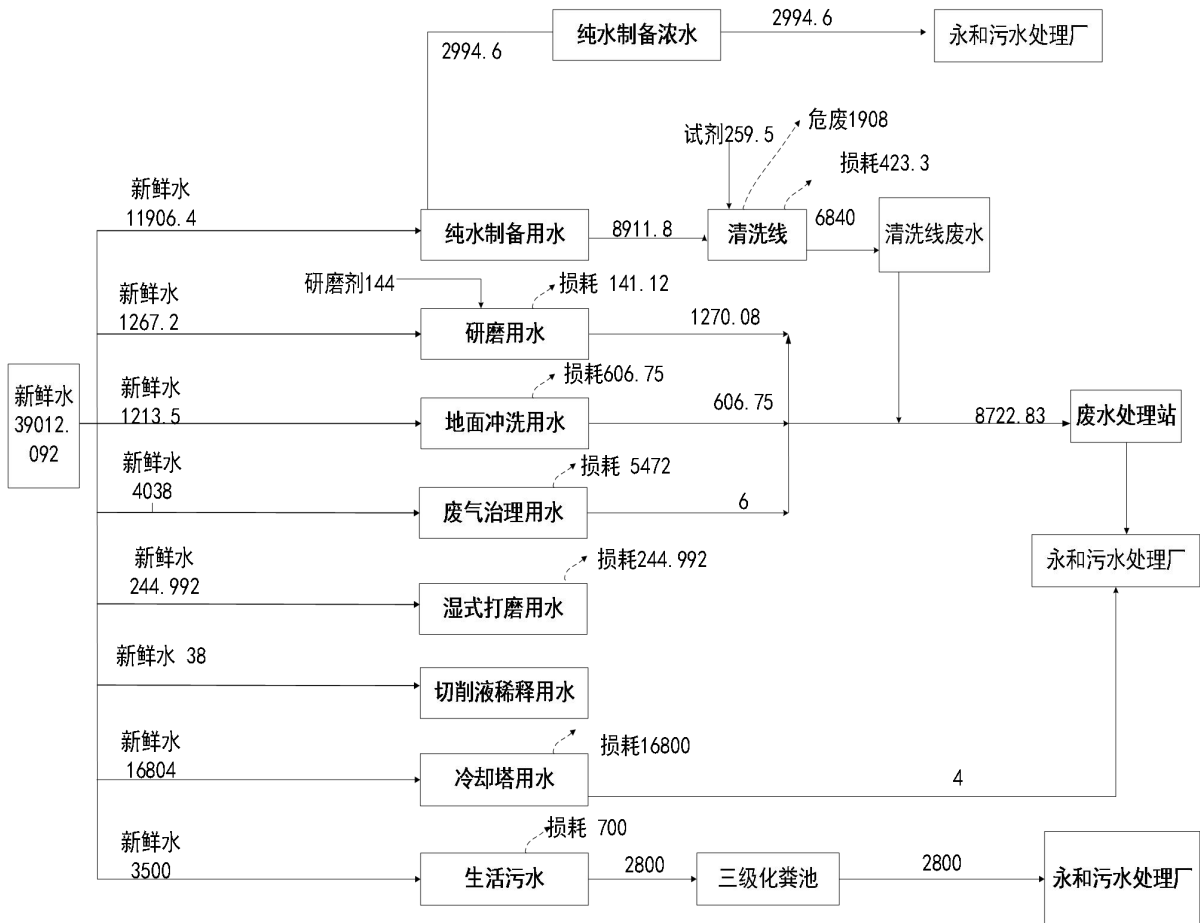 纯水制备浓水
2994.6
永和污水处理厂
2994.6
试剂259.5
危废1908
损耗423.3
新鲜水
11906.4
纯水制备用水
8911.8
清洗线
6840
清洗线废水
新鲜水
1267.2
研磨剂144
损耗 141.12
研磨用水
1270.08
新鲜水
39012.
092
新鲜水
1213.5
损耗606.75
地面冲洗用水
606.75
8722.83
废水处理站
新鲜水
4038
损耗 5472
废气治理用水
6
永和污水处理厂
新鲜水
244.992
损耗244.992
湿式打磨用水
新鲜水 38
切削液稀释用水
新鲜水
16804
损耗16800
冷却塔用水
4
新鲜水
3500
损耗 700
生活污水
2800
三级化粪池
2800
永和污水处理厂